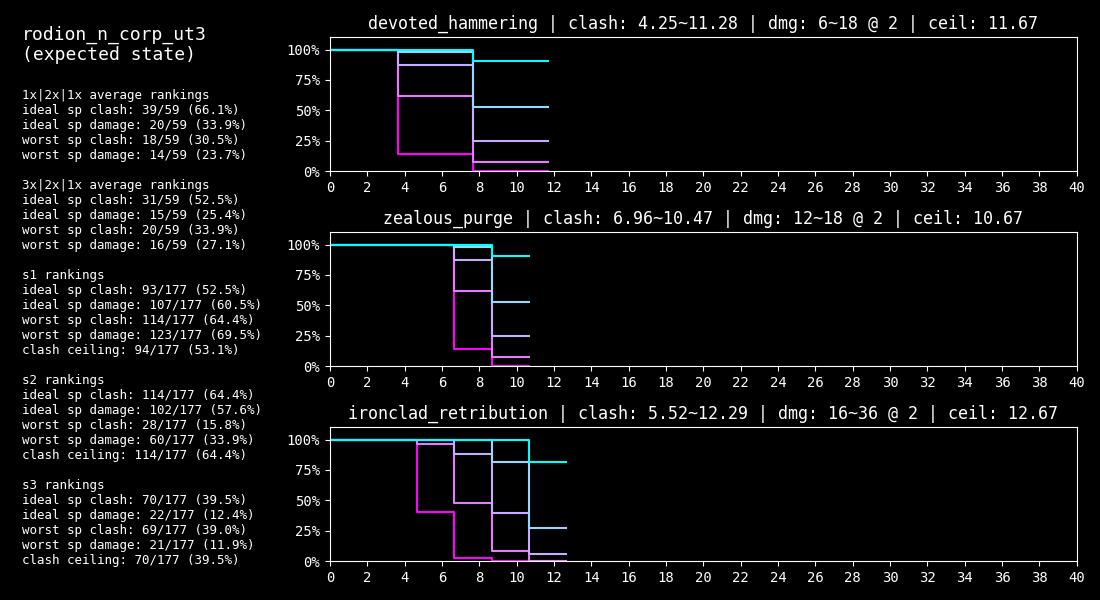 rodion_n_corp_ut3
(expected state)
1x|2x|1x average rankings
ideal sp clash: 39/59 (66.1%)
ideal sp damage: 20/59 (33.9%)
worst sp clash: 18/59 (30.5%)
worst sp damage: 14/59 (23.7%)
3x|2x|1x average rankings
ideal sp clash: 31/59 (52.5%)
ideal sp damage: 15/59 (25.4%)
worst sp clash: 20/59 (33.9%)
worst sp damage: 16/59 (27.1%)
s1 rankings
ideal sp clash: 93/177 (52.5%)
ideal sp damage: 107/177 (60.5%)
worst sp clash: 114/177 (64.4%)
worst sp damage: 123/177 (69.5%)
clash ceiling: 94/177 (53.1%)
s2 rankings
ideal sp clash: 114/177 (64.4%)
ideal sp damage: 102/177 (57.6%)
worst sp clash: 28/177 (15.8%)
worst sp damage: 60/177 (33.9%)
clash ceiling: 114/177 (64.4%)
s3 rankings
ideal sp clash: 70/177 (39.5%)
ideal sp damage: 22/177 (12.4%)
worst sp clash: 69/177 (39.0%)
worst sp damage: 21/177 (11.9%)
clash ceiling: 70/177 (39.5%)
devoted_hammering | clash: 4.25~11.28 | dmg: 6~18 @ 2 | ceil: 11.67
100%
75%
50%
25%
0%
0 2 4 6 8 10 12 14 16 18 20 22 24 26 28 30 32 34 36 38 40
zealous_purge | clash: 6.96~10.47 | dmg: 12~18 @ 2 | ceil: 10.67
100%
75%
50%
25%
0%
0 2 4 6 8 10 12 14 16 18 20 22 24 26 28 30 32 34 36 38 40
ironclad_retribution | clash: 5.52~12.29 | dmg: 16~36 @ 2 | ceil: 12.67
100%
75%
50%
25%
0%
0 2 4 6 8 10 12 14 16 18 20 22 24 26 28 30 32 34 36 38 40